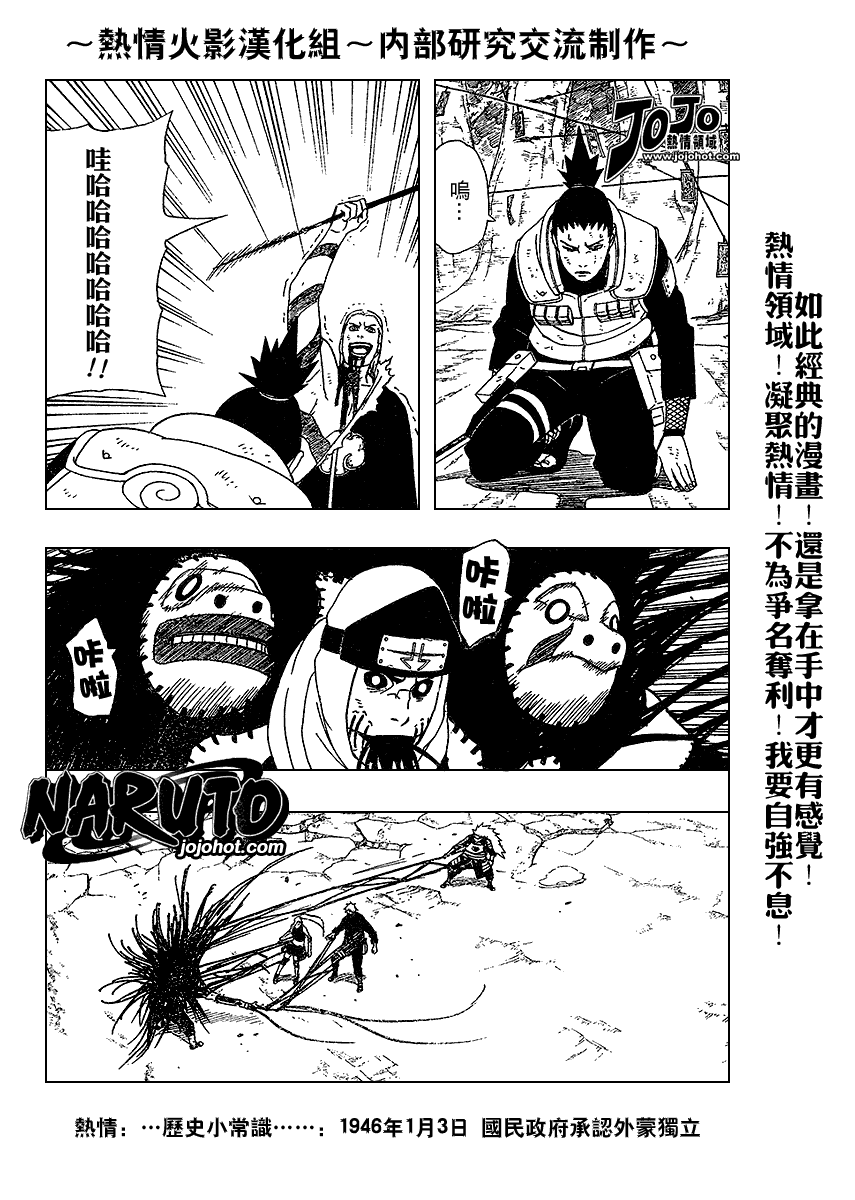 ～熱情火影漢化組～内部研究交流制作～
JOJO
熱情領域
www.jojohot.com
嗚…
哇哈哈哈哈哈哈哈!!
咔啦
咔啦
NARUTO
jojohot.com
如此經典的漫畫！還是拿在手中才更有感覺！
熱情領域！凝聚熱情！不為爭名奪利！我要自強不息！
熱情：…歷史小常識……：1946年1月3日 國民政府承認外蒙獨立